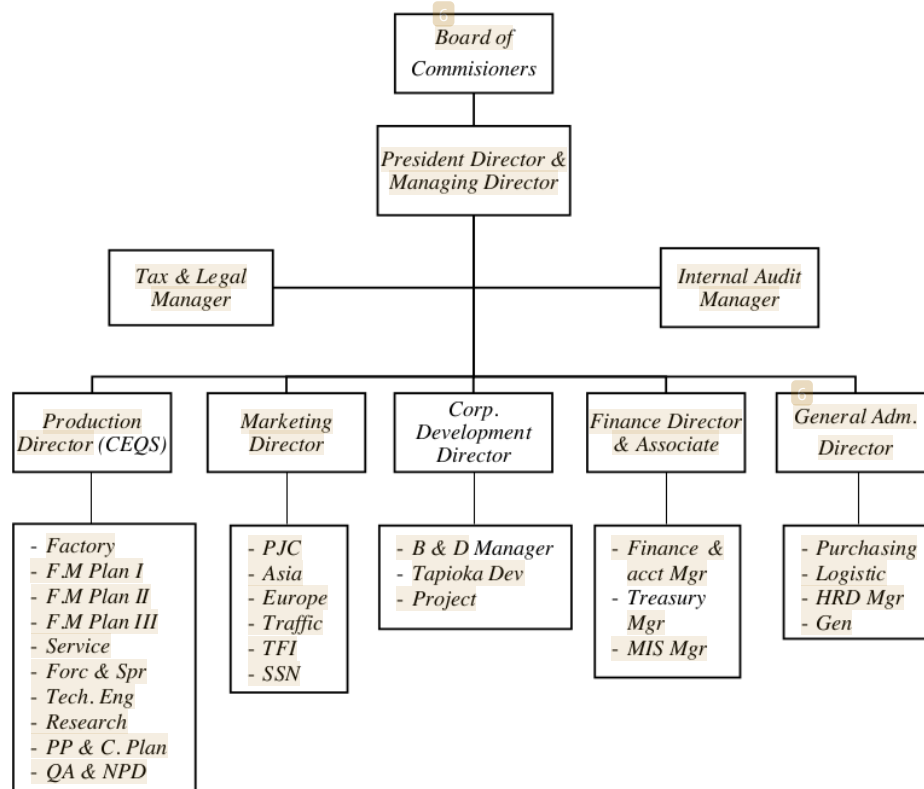 6
Board of
Commisioners
President Director &
Managing Director
Tax & Legal
Manager
Internal Audit
Manager
Production
Director (CEQS)
Marketing
Director
Corp.
Development
Director
Finance Director
& Associate
6
General Adm.
Director
- Factory
- F.M Plan I
- F.M Plan II
- F.M Plan III
- Service
- Forc & Spr
- Tech. Eng
- Research
- PP & C. Plan
- QA & NPD
- PJC
- Asia
- Europe
- Traffic
- TFI
- SSN
- B & D Manager
- Tapioka Dev
- Project
- Finance &
acct Mgr
- Treasury
Mgr
- MIS Mgr
- Purchasing
- Logistic
- HRD Mgr
- Gen